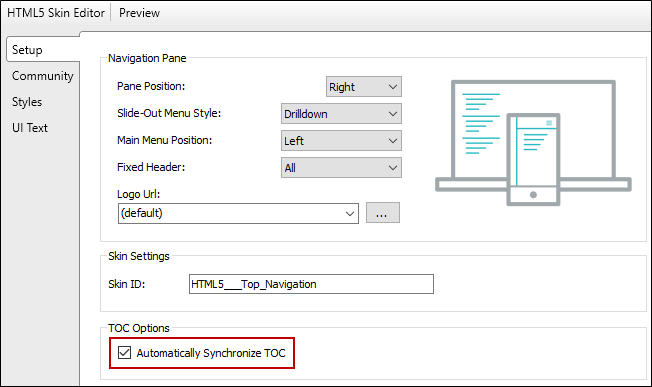 HTML5 Skin Editor Preview
Setup
Community
Styles
UI Text
Navigation Pane
Pane Position: Right
Slide-Out Menu Style: Drilldown
Main Menu Position: Left
Fixed Header: All
Logo Url:
(default) ...
Skin Settings
Skin ID: HTML5___Top_Navigation
TOC Options
Automatically Synchronize TOC